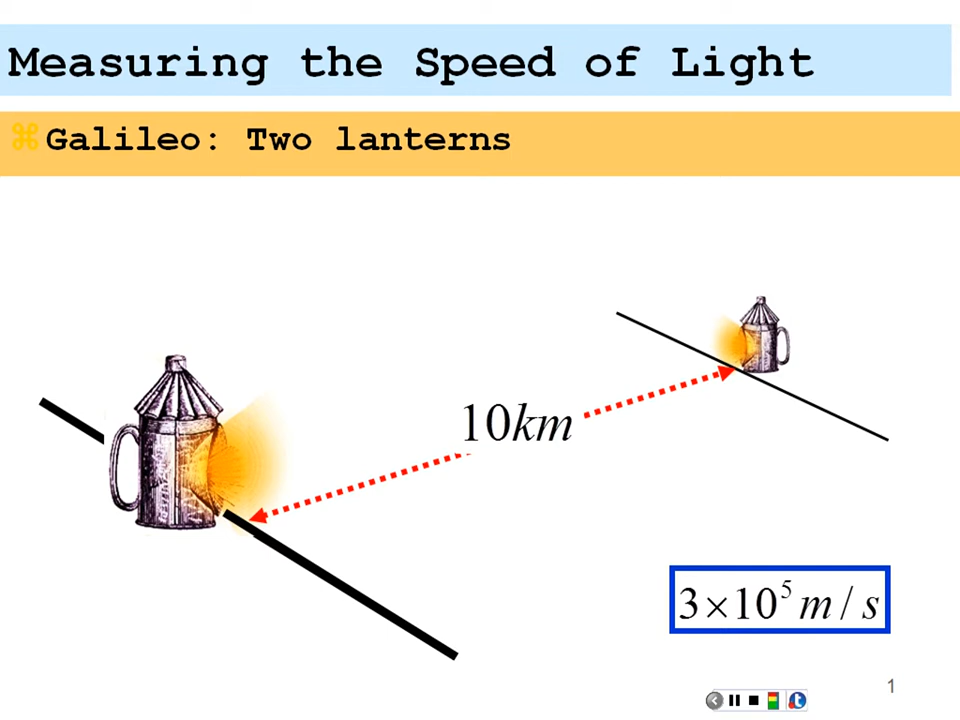 Measuring the Speed of Light
Galileo: Two lanterns
10km
3×10⁵ m/s
1